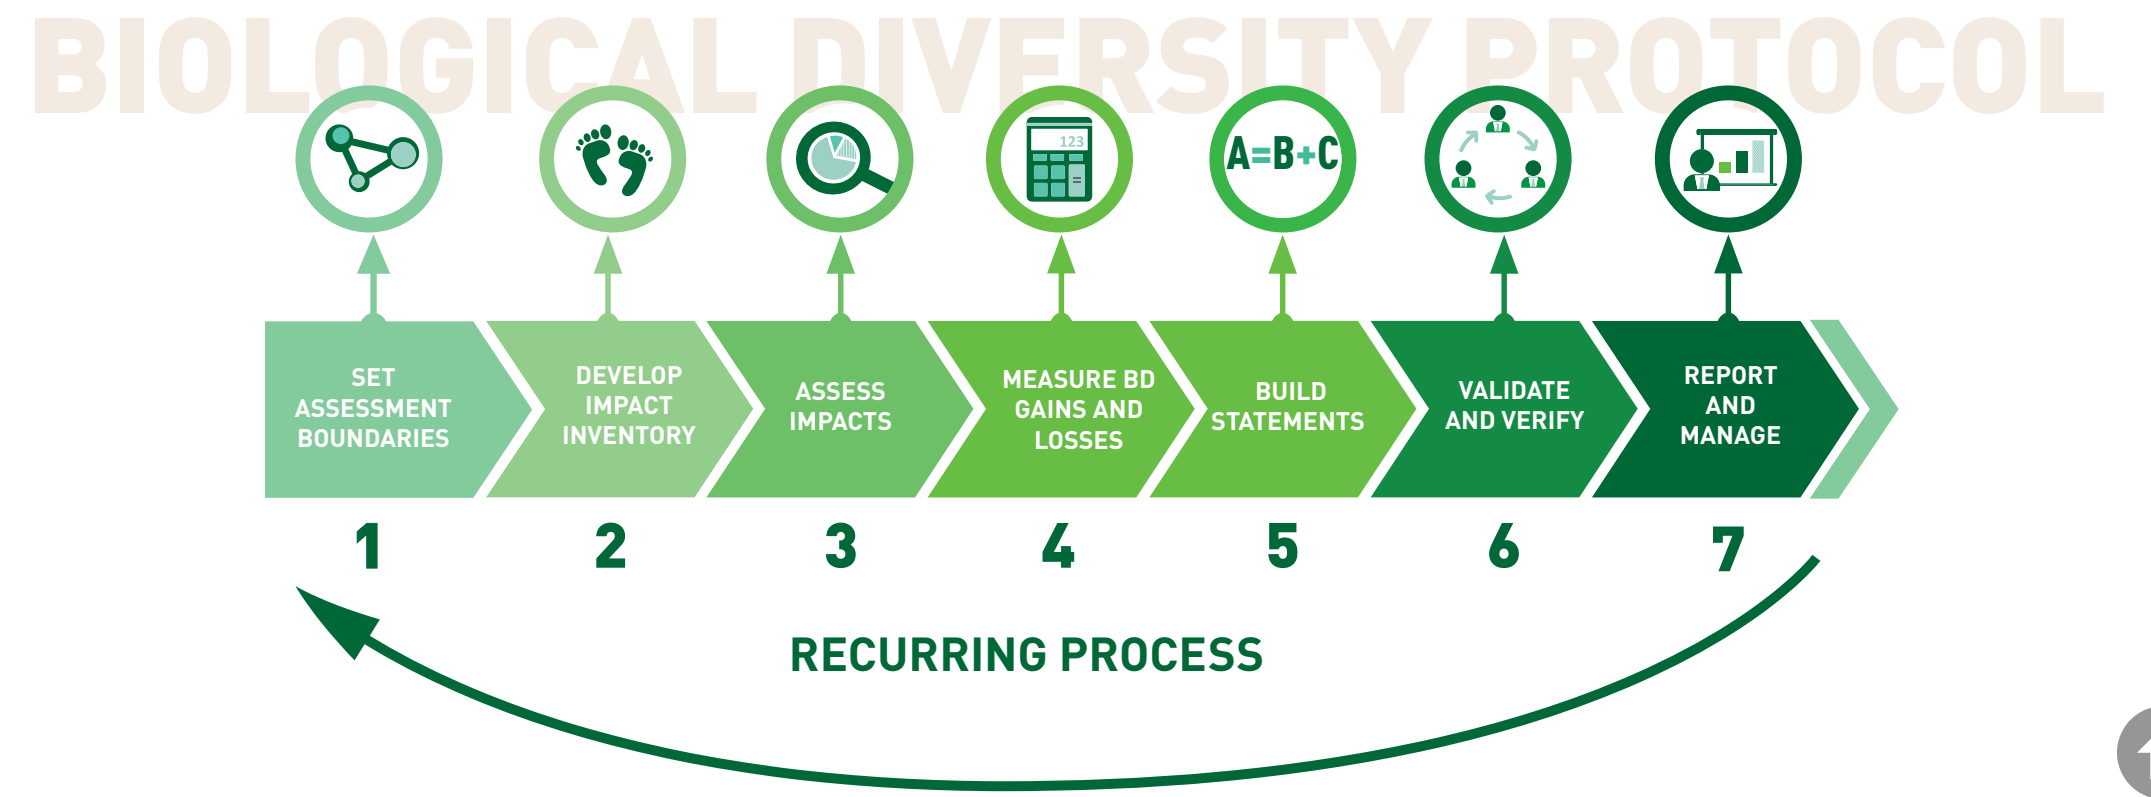 BIOLOGICAL DIVERSITY PROTOCOL
123
A=B+C
SET
ASSESSMENT
BOUNDARIES
DEVELOP
IMPACT
INVENTORY
ASSESS
IMPACTS
MEASURE BD
GAINS AND
LOSSES
BUILD
STATEMENTS
VALIDATE
AND VERIFY
REPORT
AND
MANAGE
1
2
3
4
5
6
7
RECURRING PROCESS